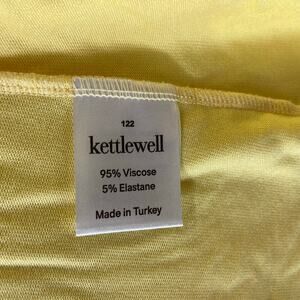 122
kettlewell
95% Viscose
5% Elastane
Made in Turkey